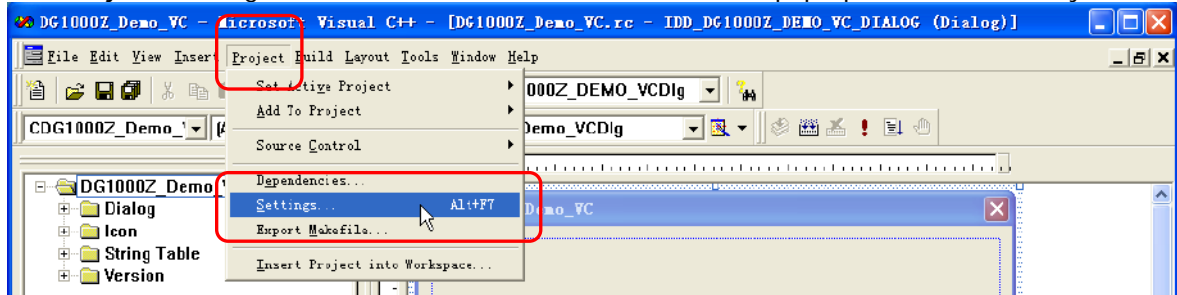 DG1000Z_Demo_VC - Microsoft Visual C++ - [DG1000Z_Demo_VC.rc - IDD_DG1000Z_DEMO_VC_DIALOG (Dialog)]
File Edit View Insert Project Build Layout Tools Window Help
Set Active Project
000Z_DEMO_VCDlg
Add To Project
CDG1000Z_Demo_
Demo_VCDlg
Source Control
Dependencies...
DG1000Z_Demo_
Settings... Alt+F7
Demo_VC
Dialog
Icon
Export Makefile...
String Table
Insert Project into Workspace...
Version